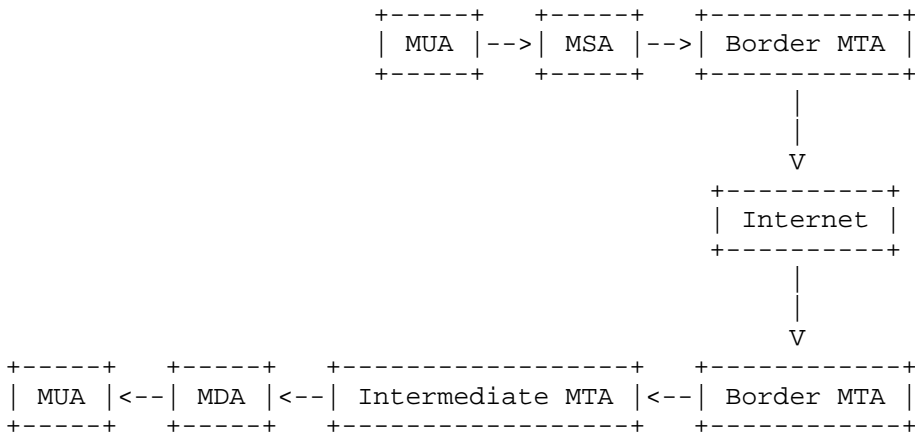 MUA MSA Border MTA
Internet
MUA MDA Intermediate MTA Border MTA